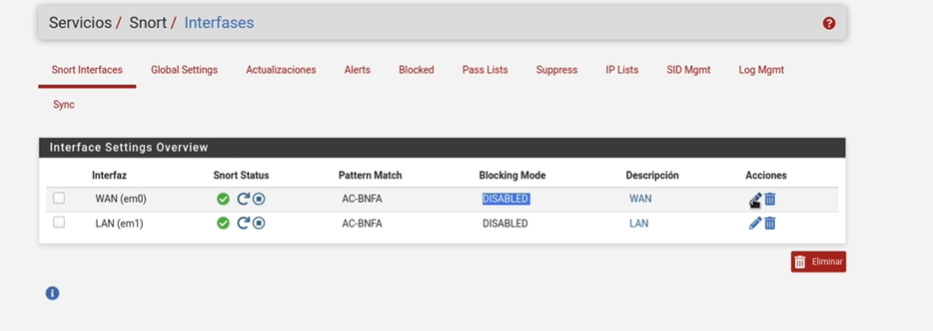 Servicios / Snort / Interfases
Snort Interfaces Global Settings Actualizaciones Alerts Blocked Pass Lists Suppress IP Lists SID Mgmt Log Mgmt
Sync
Interface Settings Overview
Interfaz Snort Status Pattern Match Blocking Mode Descripción Acciones
WAN (em0) AC-BNFA DISABLED WAN
LAN (em1) AC-BNFA DISABLED LAN
Eliminar